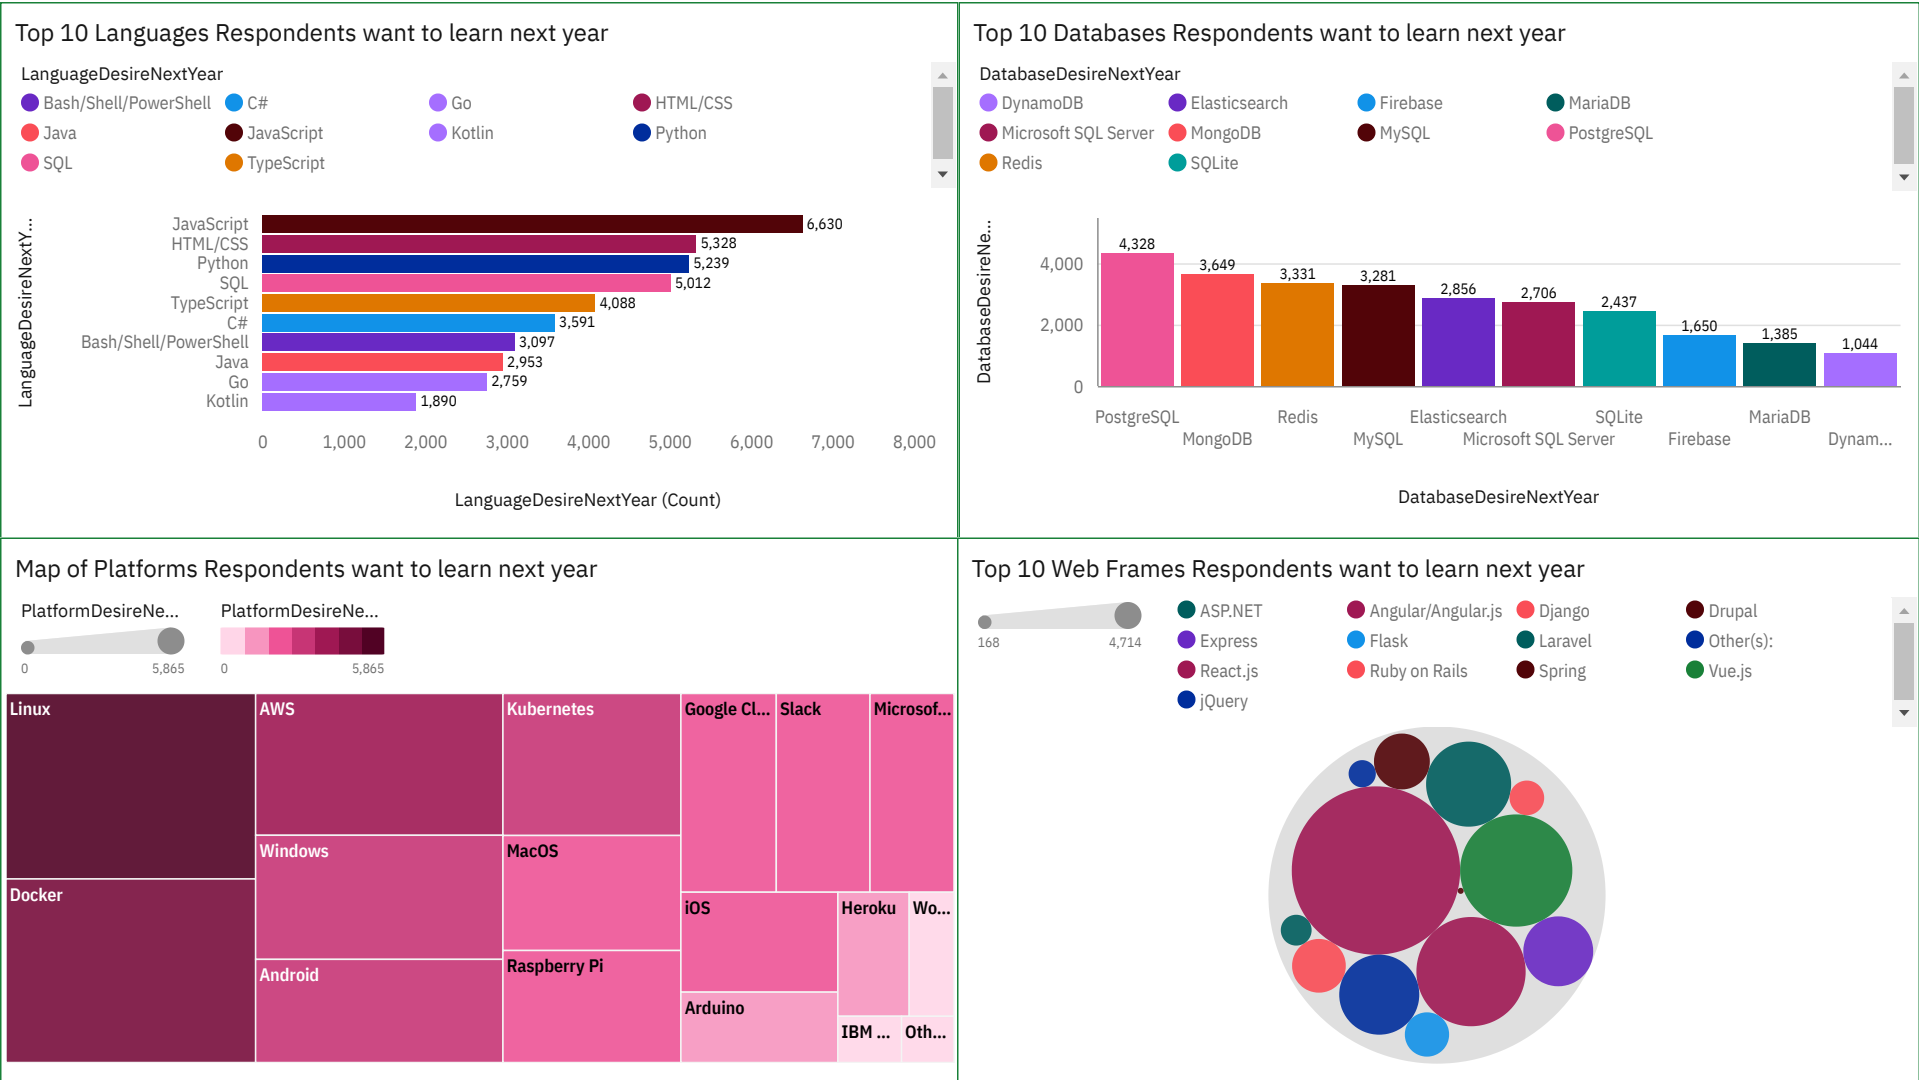 Top 10 Languages Respondents want to learn next year
LanguageDesireNextYear
Bash/Shell/PowerShell C# Go HTML/CSS
Java JavaScript Kotlin Python
SQL TypeScript
LanguageDesireNextY...
JavaScript 6,630
HTML/CSS 5,328
Python 5,239
SQL 5,012
TypeScript 4,088
C# 3,591
Bash/Shell/PowerShell 3,097
Java 2,953
Go 2,759
Kotlin 1,890
0 1,000 2,000 3,000 4,000 5,000 6,000 7,000 8,000
LanguageDesireNextYear (Count)
Top 10 Databases Respondents want to learn next year
DatabaseDesireNextYear
DynamoDB Elasticsearch Firebase MariaDB
Microsoft SQL Server MongoDB MySQL PostgreSQL
Redis SQLite
DatabaseDesireNe...
4,000
2,000
0
4,328 3,649 3,331 3,281 2,856 2,706 2,437 1,650 1,385 1,044
PostgreSQL Redis Elasticsearch SQLite MariaDB
MongoDB MySQL Microsoft SQL Server Firebase Dynam...
DatabaseDesireNextYear
Map of Platforms Respondents want to learn next year
PlatformDesireNe... PlatformDesireNe...
0 5,865 0 5,865
Linux AWS Kubernetes Google Cl... Slack Microsof...
Windows MacOS
Docker iOS Heroku Wo...
Android Raspberry Pi
Arduino IBM ... Oth...
Top 10 Web Frames Respondents want to learn next year
168 4,714
ASP.NET Angular/Angular.js Django Drupal
Express Flask Laravel Other(s):
React.js Ruby on Rails Spring Vue.js
jQuery